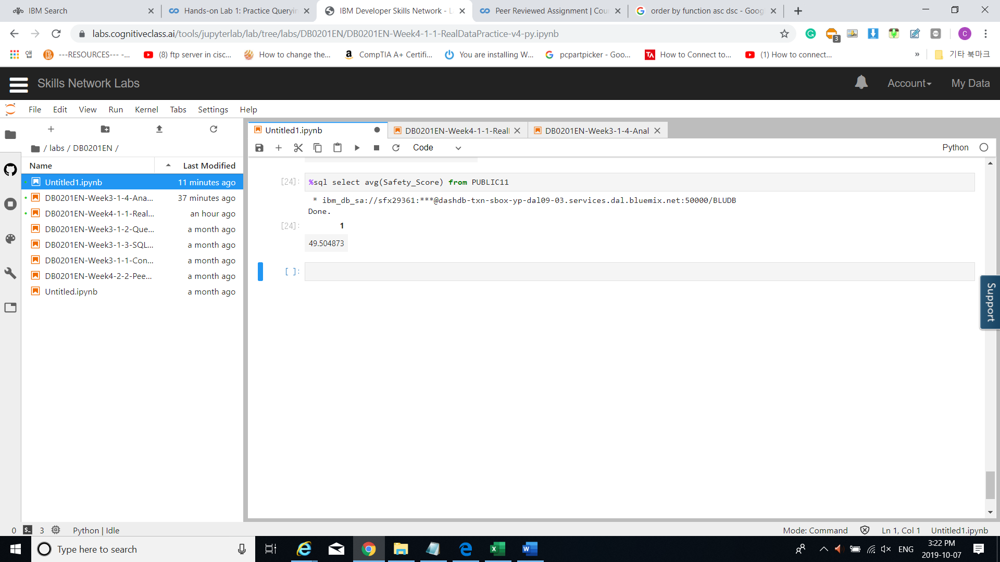 IBM Search
Hands-on Lab 1: Practice Queryin
IBM Developer Skills Network - L
Peer Reviewed Assignment | Cou
order by function asc dsc - Goog
labs.cognitiveclass.ai/tools/jupyterlab/lab/tree/labs/DB0201EN/DB0201EN-Week4-1-1-RealDataPractice-v4-py.ipynb
3
C
앱
---RESOURCES--- -...
(8) ftp server in cisc...
How to change the...
CompTIA A+ Certifi...
You are installing W...
pcpartpicker - Goo...
How to Connect to...
(1) How to connect...
»
기타 북마크
Skills Network Labs
Account
My Data
File Edit View Run Kernel Tabs Settings Help
/ labs / DB0201EN /
Name Last Modified
Untitled1.ipynb 11 minutes ago
DB0201EN-Week3-1-4-Ana... 37 minutes ago
DB0201EN-Week4-1-1-Real... an hour ago
DB0201EN-Week3-1-2-Que... a month ago
DB0201EN-Week3-1-3-SQL... a month ago
DB0201EN-Week3-1-1-Con... a month ago
DB0201EN-Week4-2-2-Pee... a month ago
Untitled.ipynb a month ago
Untitled1.ipynb
DB0201EN-Week4-1-1-Real
DB0201EN-Week3-1-4-Anal
Code
Python
[24]: %sql select avg(Safety_Score) from PUBLIC11
* ibm_db_sa://sfx29361:***@dashdb-txn-sbox-yp-dal09-03.services.dal.bluemix.net:50000/BLUDB
Done.
[24]: 1
49.504873
[ ]:
Support
0 3 Python | Idle
Mode: Command Ln 1, Col 1 Untitled1.ipynb
Type here to search
ENG
3:22 PM
2019-10-07